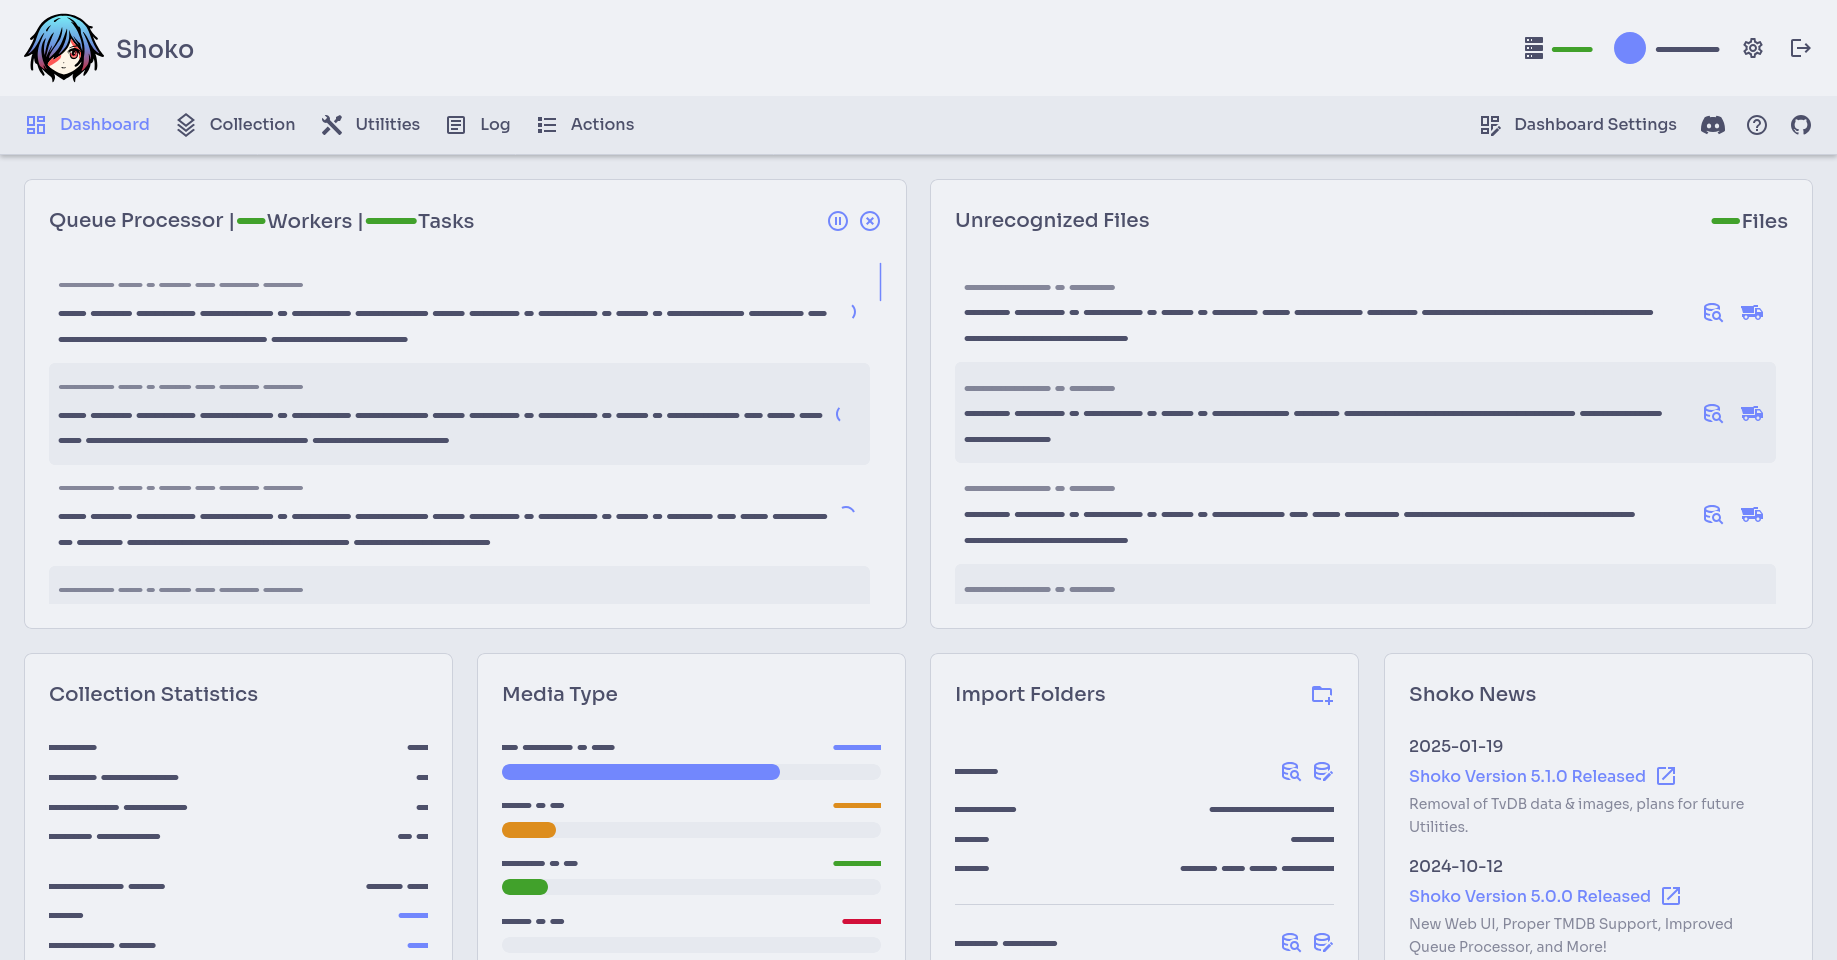 Shoko
Dashboard
Collection
Utilities
Log
Actions
Dashboard Settings
Queue Processor | Workers | Tasks
Unrecognized Files
Files
Collection Statistics
Media Type
Import Folders
Shoko News
2025-01-19
Shoko Version 5.1.0 Released
Removal of TvDB data & images, plans for future
Utilities.
2024-10-12
Shoko Version 5.0.0 Released
New Web UI, Proper TMDB Support, Improved
Queue Processor, and More!